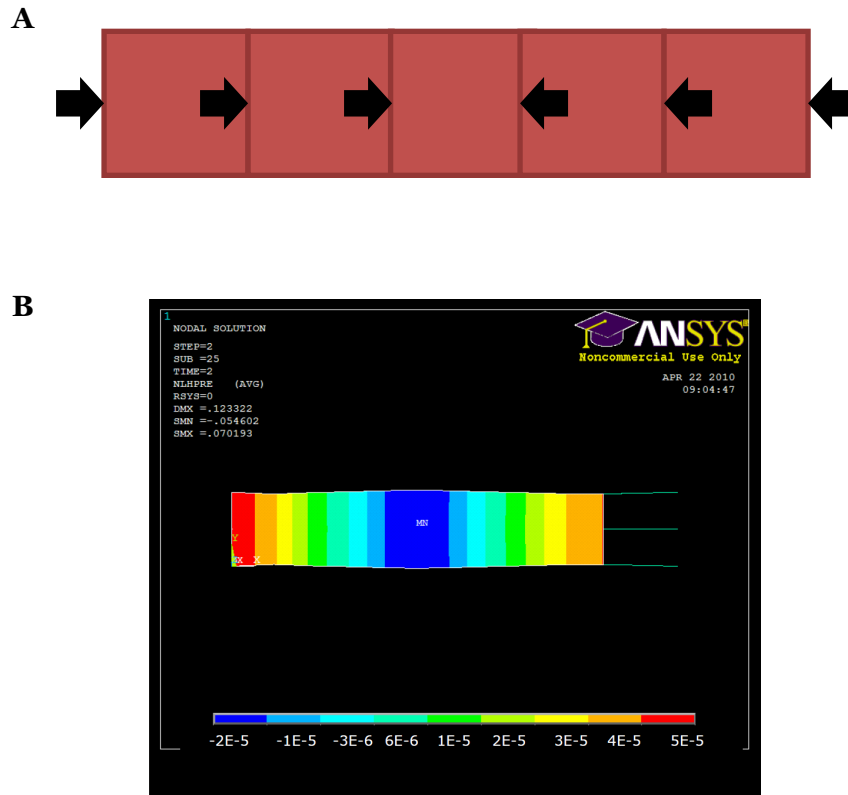 A
B
1
NODAL SOLUTION
STEP=2
SUB =25
TIME=2
NLHPRE (AVG)
RSYS=0
DMX =.123322
SMN =-.054602
SMX =.070193
ANSYS
Noncommercial Use Only
APR 22 2010
09:04:47
MN
Y
X X
-2E-5 -1E-5 -3E-6 6E-6 1E-5 2E-5 3E-5 4E-5 5E-5